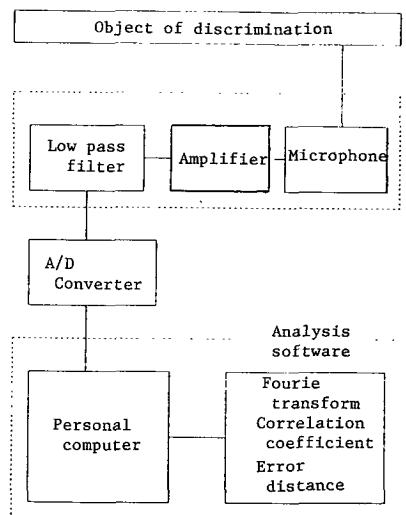 Object of discrimination
Low pass
filter
Amplifier
Microphone
A/D
Converter
Analysis
software
Personal
computer
Fourie
transform
Correlation
coefficient
Error
distance